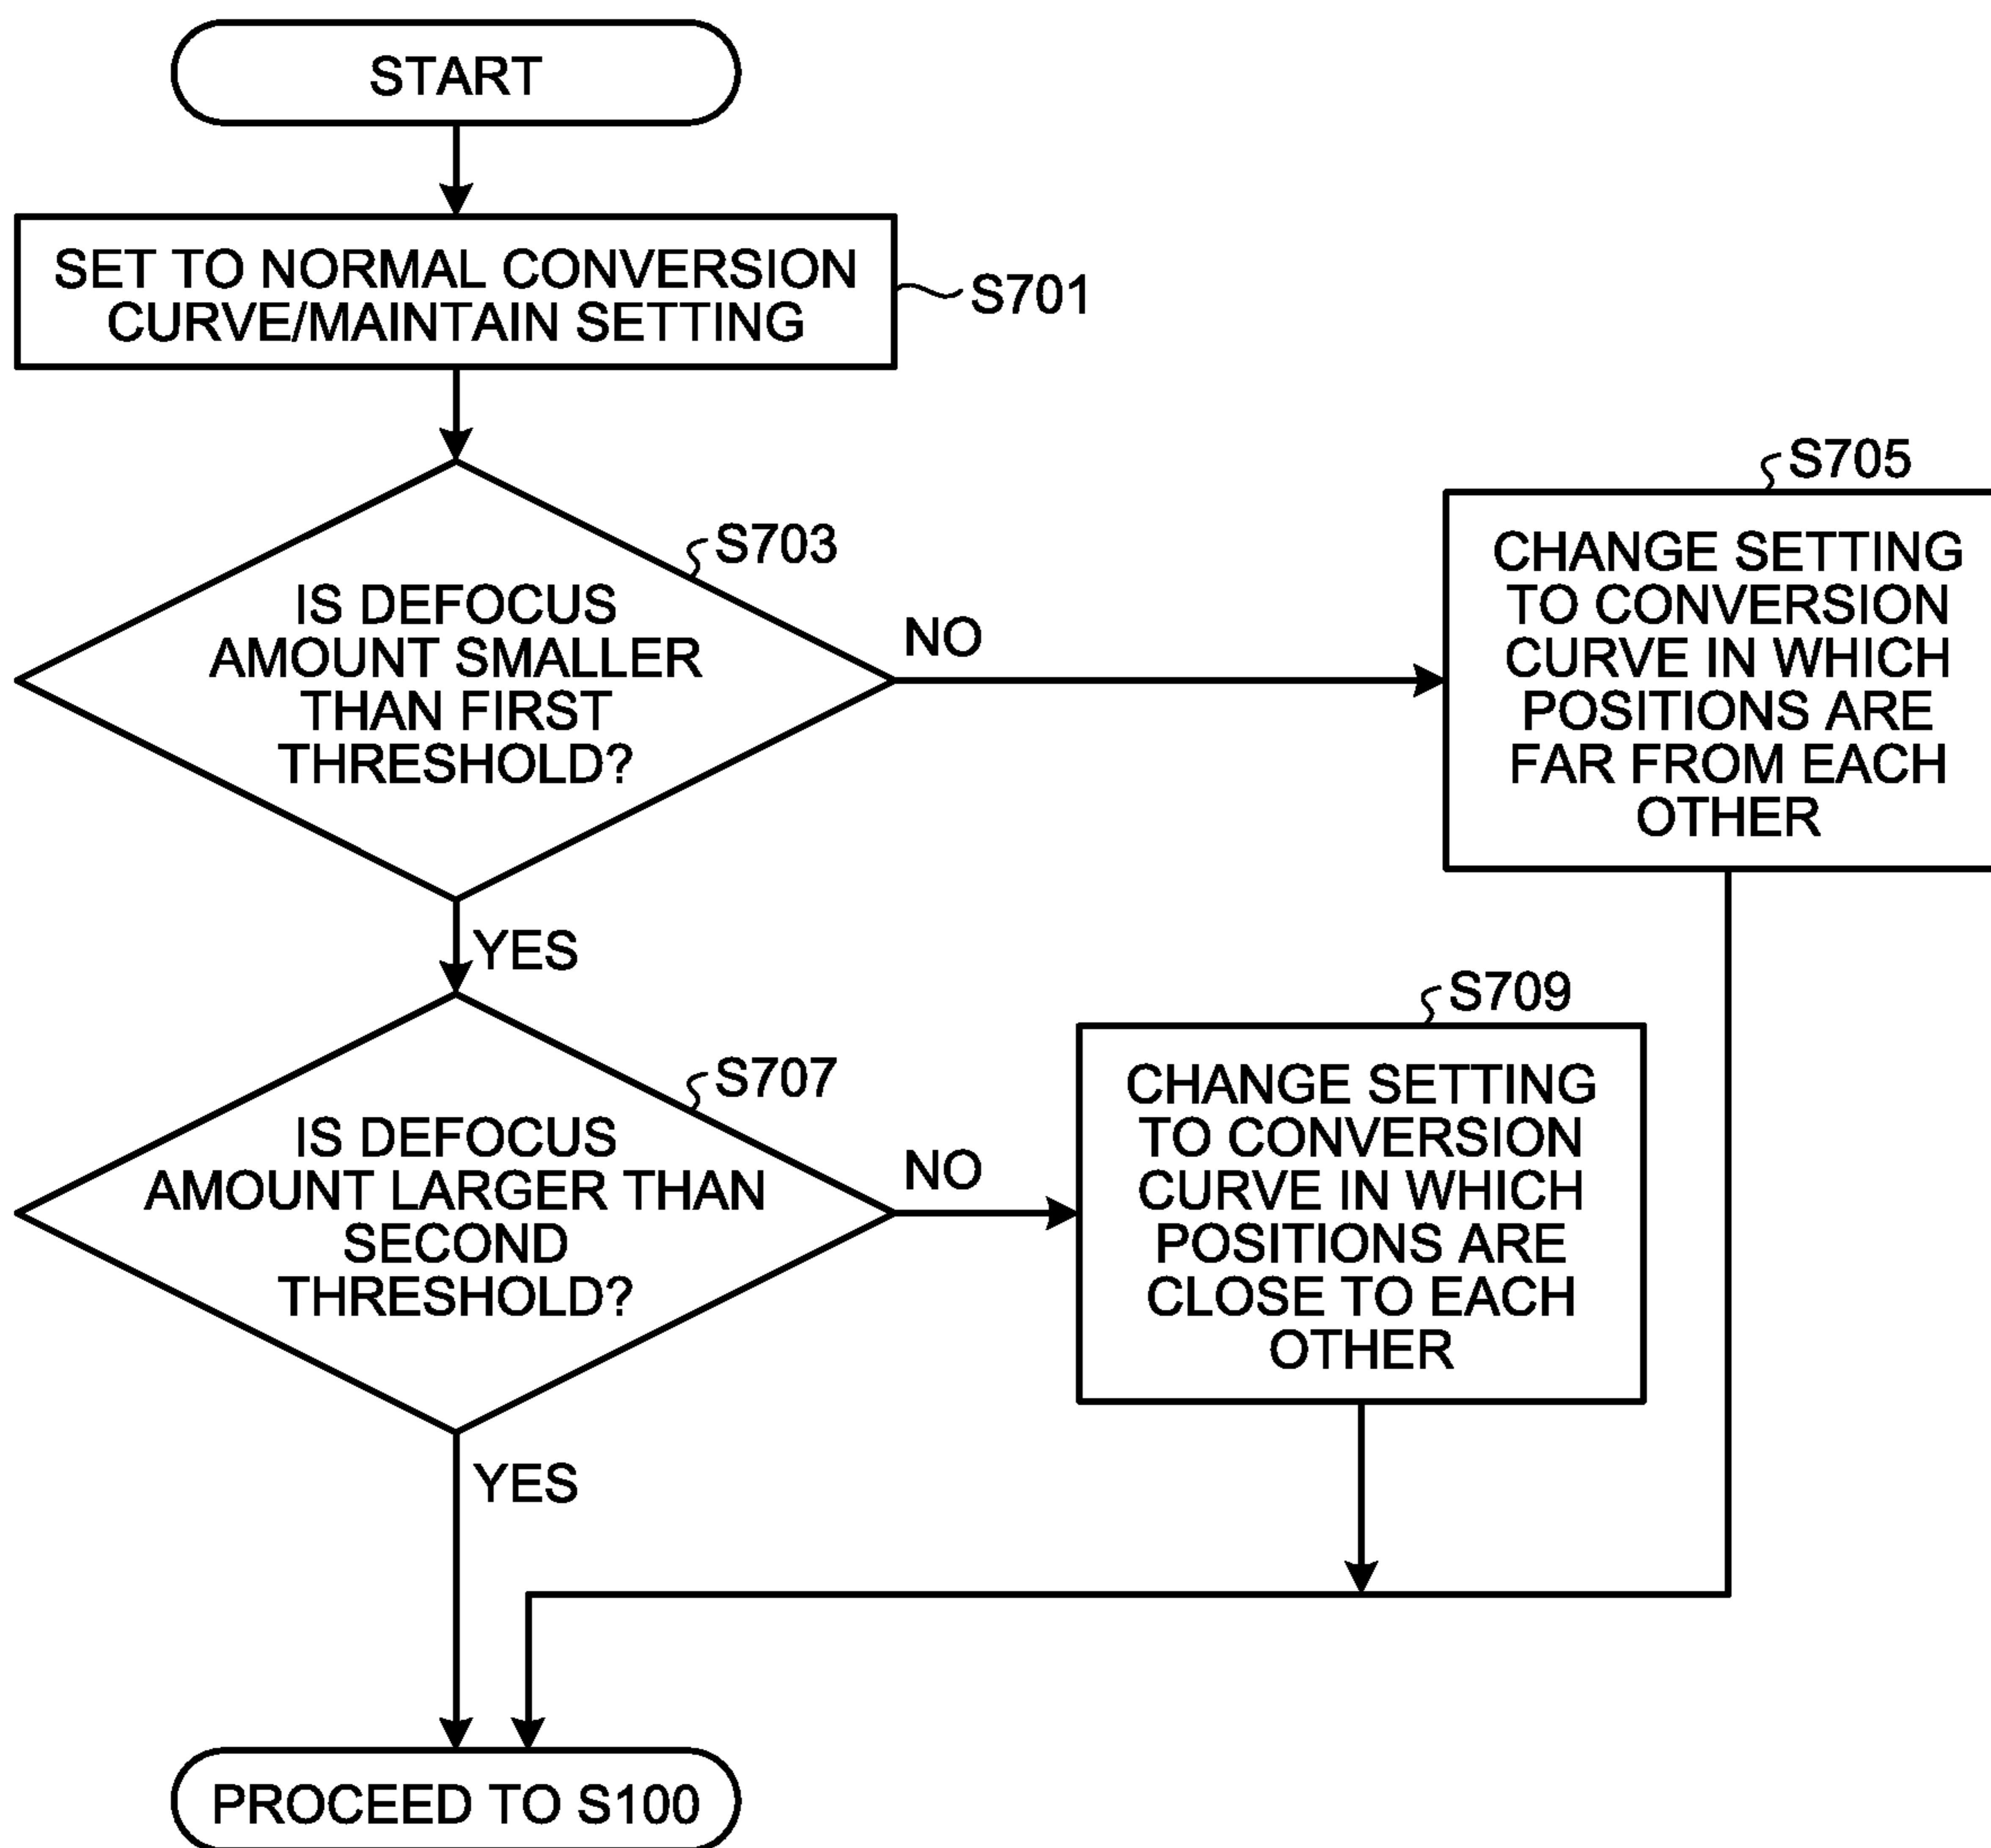 START
SET TO NORMAL CONVERSION
CURVE/MAINTAIN SETTING
S701
S703
IS DEFOCUS
AMOUNT SMALLER
THAN FIRST
THRESHOLD?
NO
YES
S705
CHANGE SETTING
TO CONVERSION
CURVE IN WHICH
POSITIONS ARE
FAR FROM EACH
OTHER
S707
IS DEFOCUS
AMOUNT LARGER THAN
SECOND
THRESHOLD?
NO
YES
S709
CHANGE SETTING
TO CONVERSION
CURVE IN WHICH
POSITIONS ARE
CLOSE TO EACH
OTHER
PROCEED TO S100